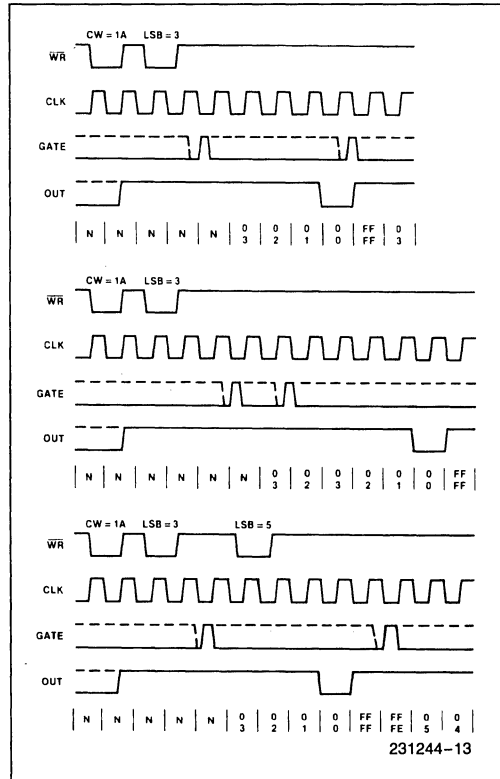 CW = 1A LSB = 3
WR
CLK
GATE
OUT
N N N N N 0 0 0 0 FF 0
3 2 1 0 FF 3
CW = 1A LSB = 3
WR
CLK
GATE
OUT
N N N N N N 0 0 0 0 0 0 FF
3 2 3 2 1 0 FF
CW = 1A LSB = 3 LSB = 5
WR
CLK
GATE
OUT
N N N N N 0 0 0 0 FF FF 0 0
3 2 1 0 FF FE 5 4
231244-13